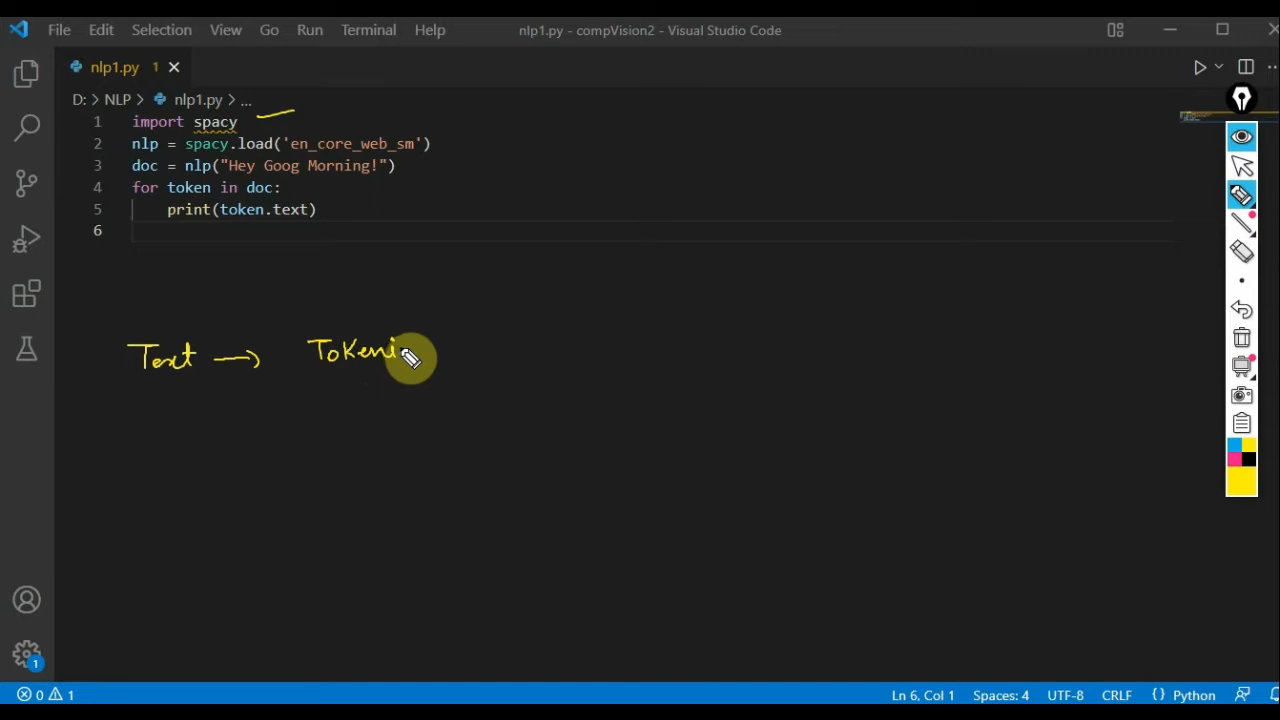 File Edit Selection View Go Run Terminal Help nlp1.py - compVision2 - Visual Studio Code
nlp1.py 1
D: > NLP > nlp1.py > ...
1 import spacy
2 nlp = spacy.load('en_core_web_sm')
3 doc = nlp("Hey Goog Morning!")
4 for token in doc:
5 print(token.text)
6
Text → ToKeni
1
0 1 Ln 6, Col 1 Spaces: 4 UTF-8 CRLF {} Python